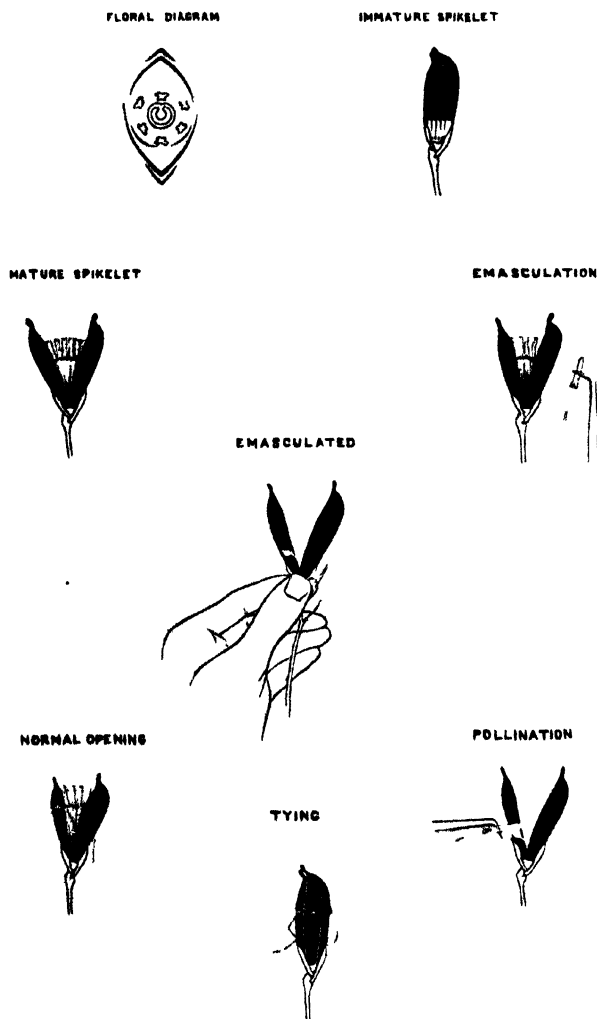 FLORAL DIAGRAM
IMMATURE SPIKELET
MATURE SPIKELET
EMASCULATION
EMASCULATED
NORMAL OPENING
POLLINATION
TYING